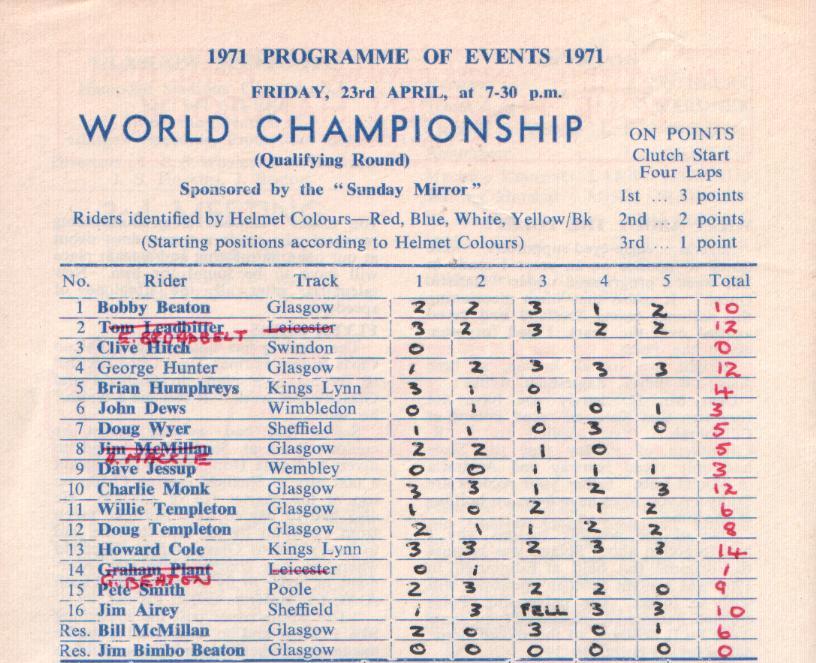 1971 PROGRAMME OF EVENTS 1971
FRIDAY, 23rd APRIL, at 7-30 p.m.
WORLD CHAMPIONSHIP
(Qualifying Round)
Sponsored by the "Sunday Mirror"
Riders identified by Helmet Colours—Red, Blue, White, Yellow/Bk
(Starting positions according to Helmet Colours)
ON POINTS
Clutch Start
Four Laps
1st ... 3 points
2nd ... 2 points
3rd ... 1 point
No. Rider Track 1 2 3 4 5 Total
1 Bobby Beaton Glasgow 2 2 3 1 2 10
2 Tom Leadbitter Leicester 3 2 3 2 2 12
E. BROADBELT
3 Clive Hitch Swindon 0 0
4 George Hunter Glasgow 1 2 3 3 3 12
5 Brian Humphreys Kings Lynn 3 1 0 4
6 John Dews Wimbledon 0 1 1 0 1 3
7 Doug Wyer Sheffield 1 1 0 3 0 5
8 Jim McMillan Glasgow 2 2 1 0 5
A. MACKIE
9 Dave Jessup Wembley 0 0 1 1 1 3
10 Charlie Monk Glasgow 3 3 1 2 3 12
11 Willie Templeton Glasgow 1 0 2 1 2 6
12 Doug Templeton Glasgow 2 1 1 2 2 8
13 Howard Cole Kings Lynn 3 3 2 3 3 14
14 Graham Plant Leicester 0 1 1
G. BEATON
15 Pete Smith Poole 2 3 2 2 0 9
16 Jim Airey Sheffield 1 3 FELL 3 3 10
Res. Bill McMillan Glasgow 2 0 3 0 1 6
Res. Jim Bimbo Beaton Glasgow 0 0 0 0 0 0